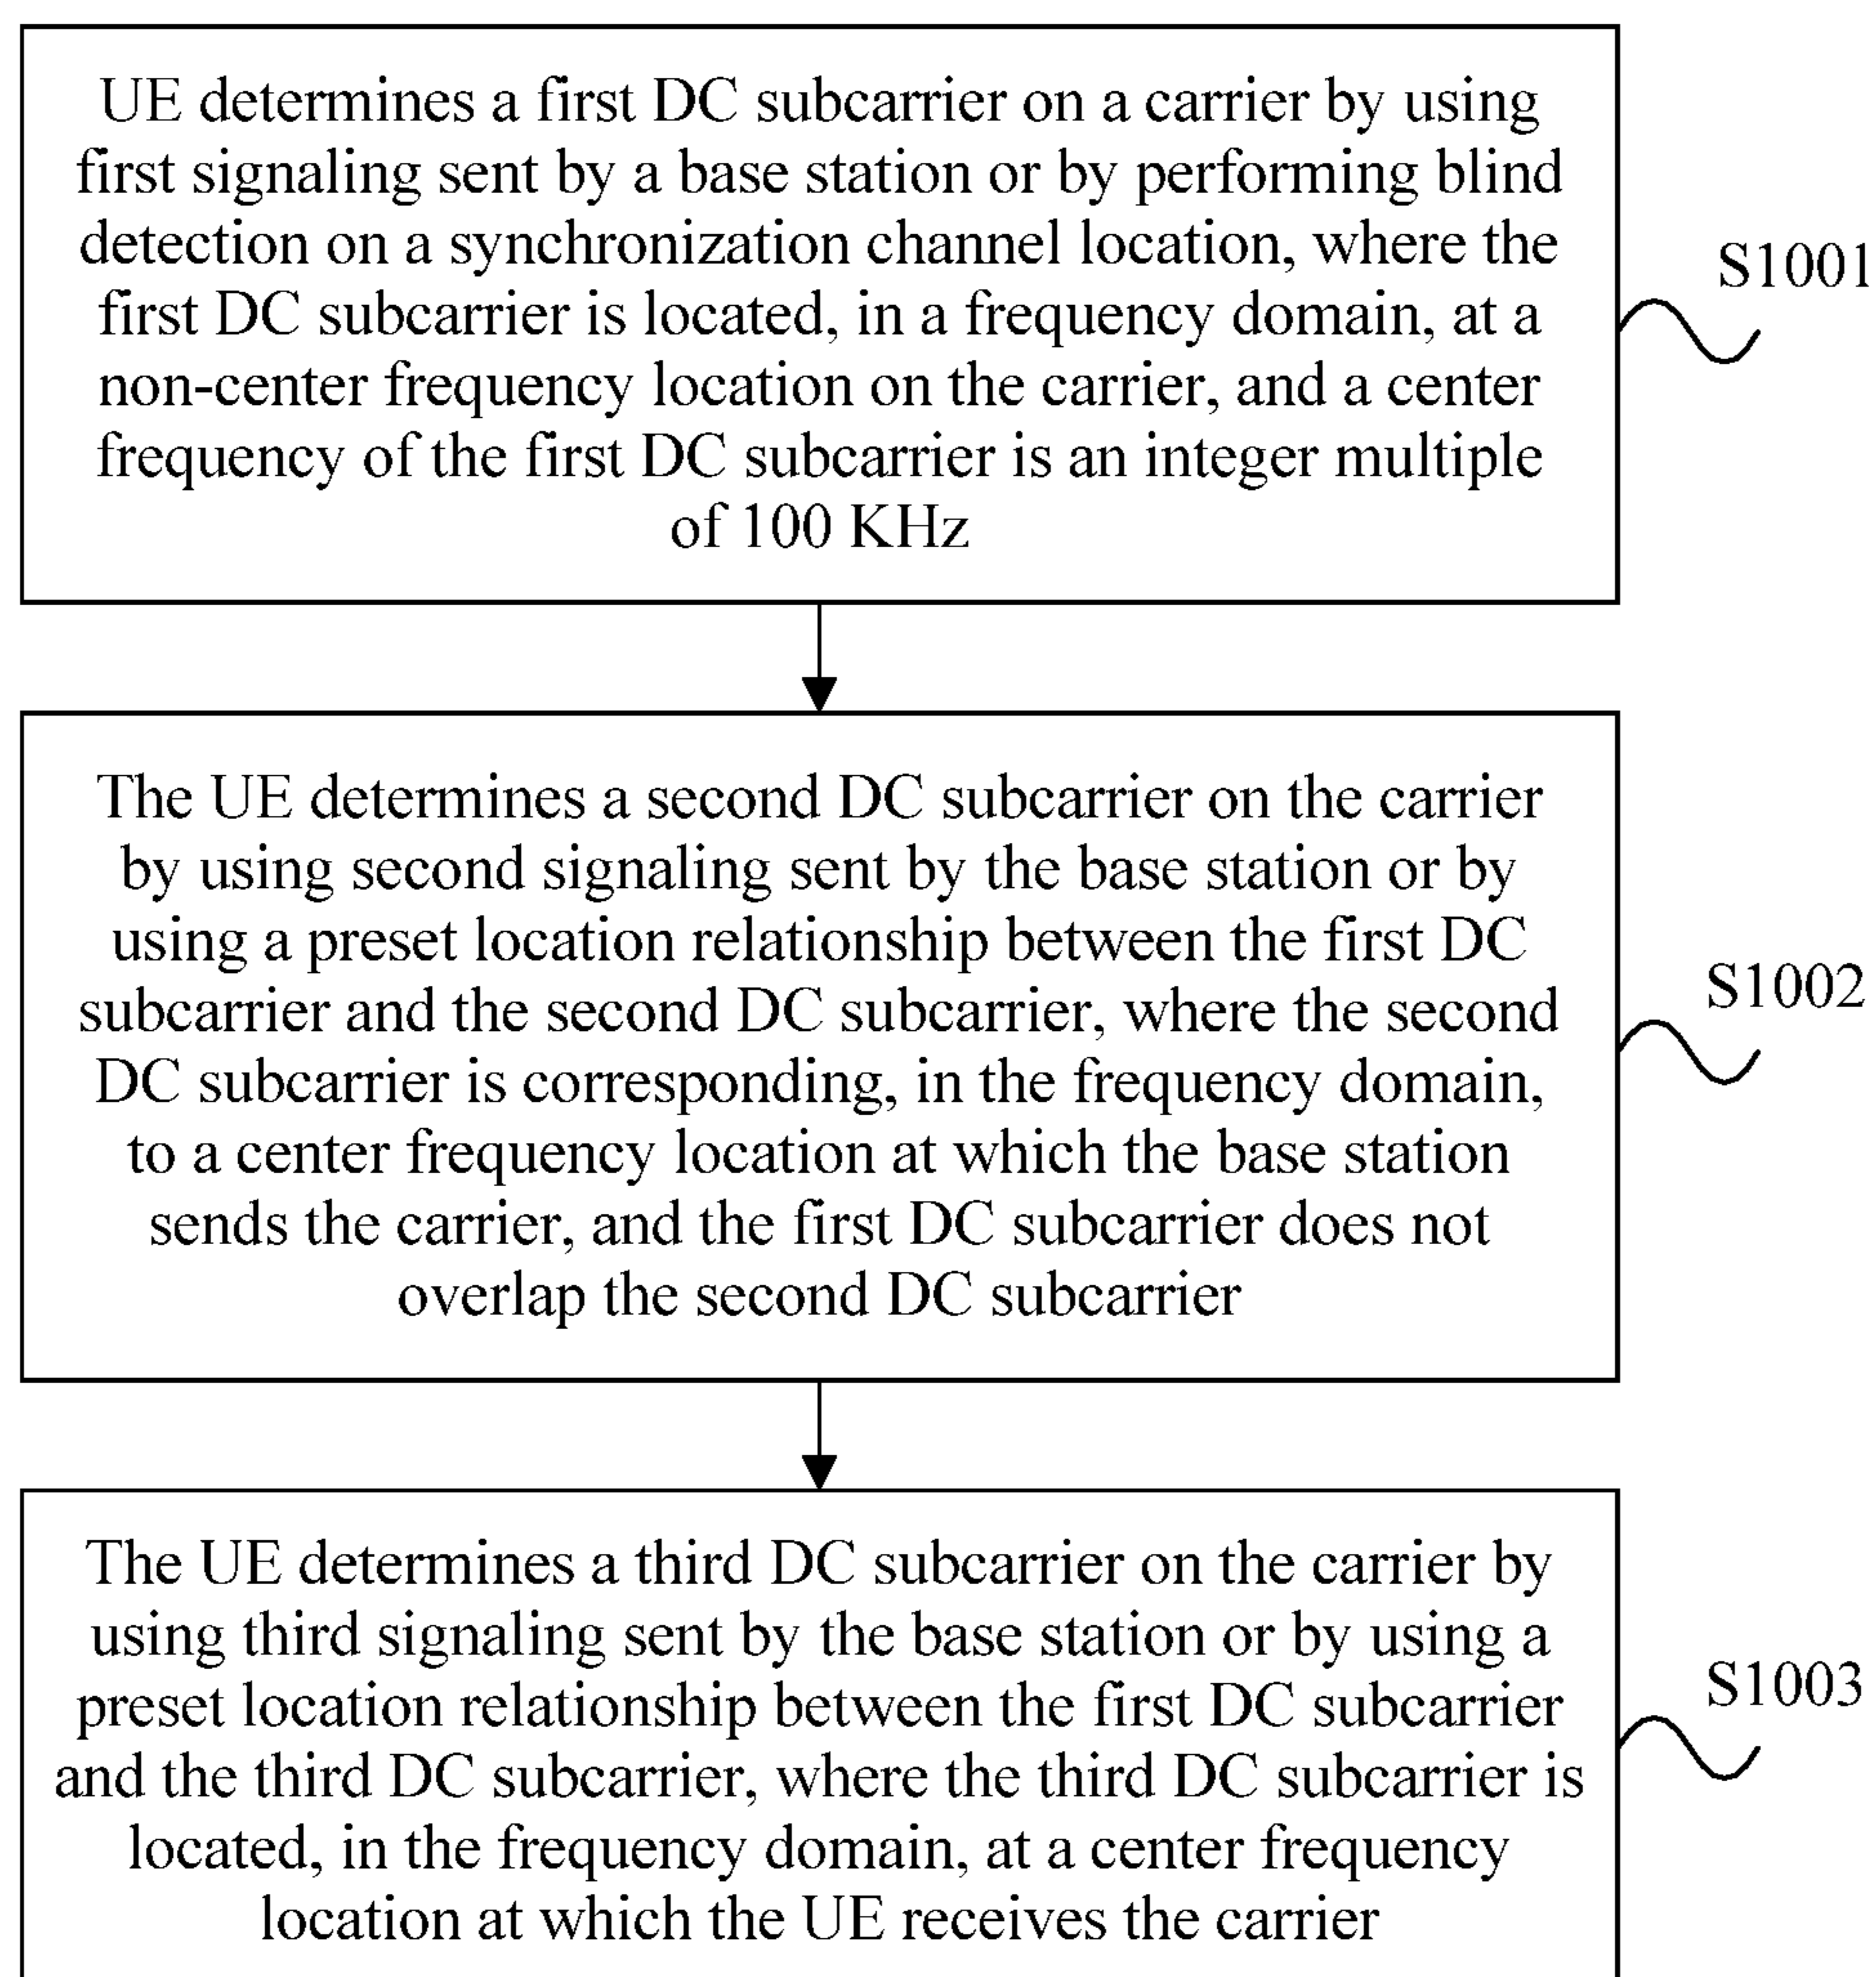 UE determines a first DC subcarrier on a carrier by using
first signaling sent by a base station or by performing blind
detection on a synchronization channel location, where the
first DC subcarrier is located, in a frequency domain, at a
non-center frequency location on the carrier, and a center
frequency of the first DC subcarrier is an integer multiple
of 100 KHz
S1001
The UE determines a second DC subcarrier on the carrier
by using second signaling sent by the base station or by
using a preset location relationship between the first DC
subcarrier and the second DC subcarrier, where the second
DC subcarrier is corresponding, in the frequency domain,
to a center frequency location at which the base station
sends the carrier, and the first DC subcarrier does not
overlap the second DC subcarrier
S1002
The UE determines a third DC subcarrier on the carrier by
using third signaling sent by the base station or by using a
preset location relationship between the first DC subcarrier
and the third DC subcarrier, where the third DC subcarrier is
located, in the frequency domain, at a center frequency
location at which the UE receives the carrier
S1003